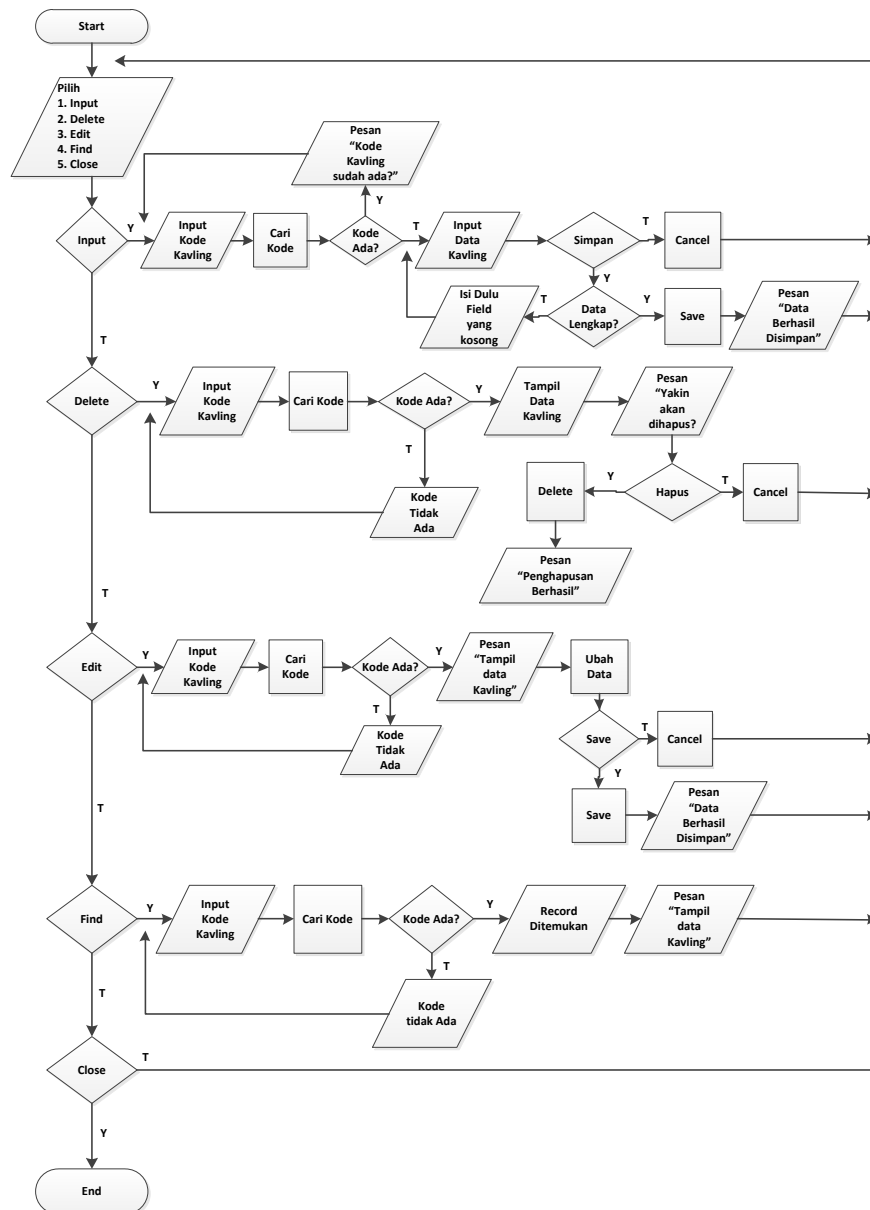 Start
Pilih
1. Input
2. Delete
3. Edit
4. Find
5. Close
Pesan
“Kode
Kavling
sudah ada?”
Y
Input
Y
Input
Kode
Kavling
Cari
Kode
Kode
Ada?
T
Input
Data
Kavling
Simpan
T
Cancel
Y
Isi Dulu
Field
yang
kosong
T
Data
Lengkap?
Y
Save
Pesan
“Data
Berhasil
Disimpan”
T
Delete
Y
Input
Kode
Kavling
Cari Kode
Kode Ada?
Y
Tampil
Data
Kavling
Pesan
“Yakin
akan
dihapus?
T
Kode
Tidak
Ada
Delete
Y
Hapus
T
Cancel
Pesan
“Penghapusan
Berhasil”
T
Edit
Y
Input
Kode
Kavling
Cari
Kode
Kode Ada?
Y
Pesan
“Tampil
data
Kavling”
Ubah
Data
T
Kode
Tidak
Ada
Save
T
Cancel
Y
Save
Pesan
“Data
Berhasil
Disimpan”
T
Find
Y
Input
Kode
Kavling
Cari Kode
Kode Ada?
Y
Record
Ditemukan
Pesan
“Tampil
data
Kavling”
T
Kode
tidak Ada
T
Close
T
Y
End